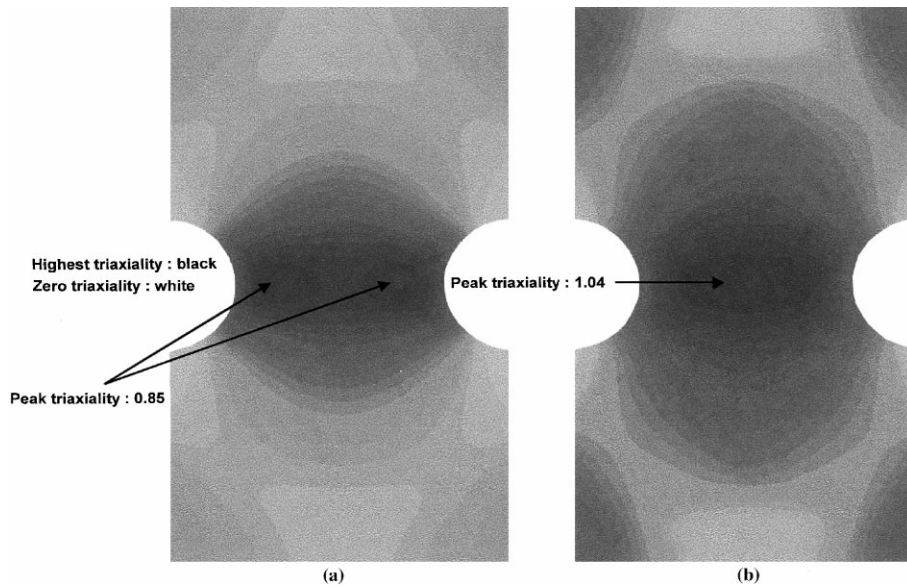 Highest triaxiality : black
Zero triaxiality : white
Peak triaxiality : 0.85
Peak triaxiality : 1.04
(a)
(b)